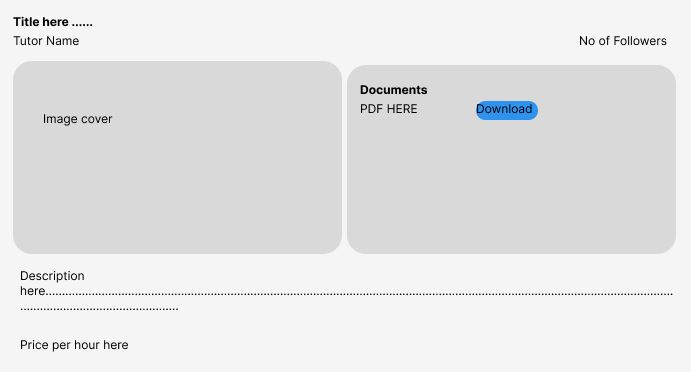 Title here ......
Tutor Name
No of Followers
Image cover
Documents
PDF HERE
Download
Description
here................................................................................................................................................................................................
................................................
Price per hour here